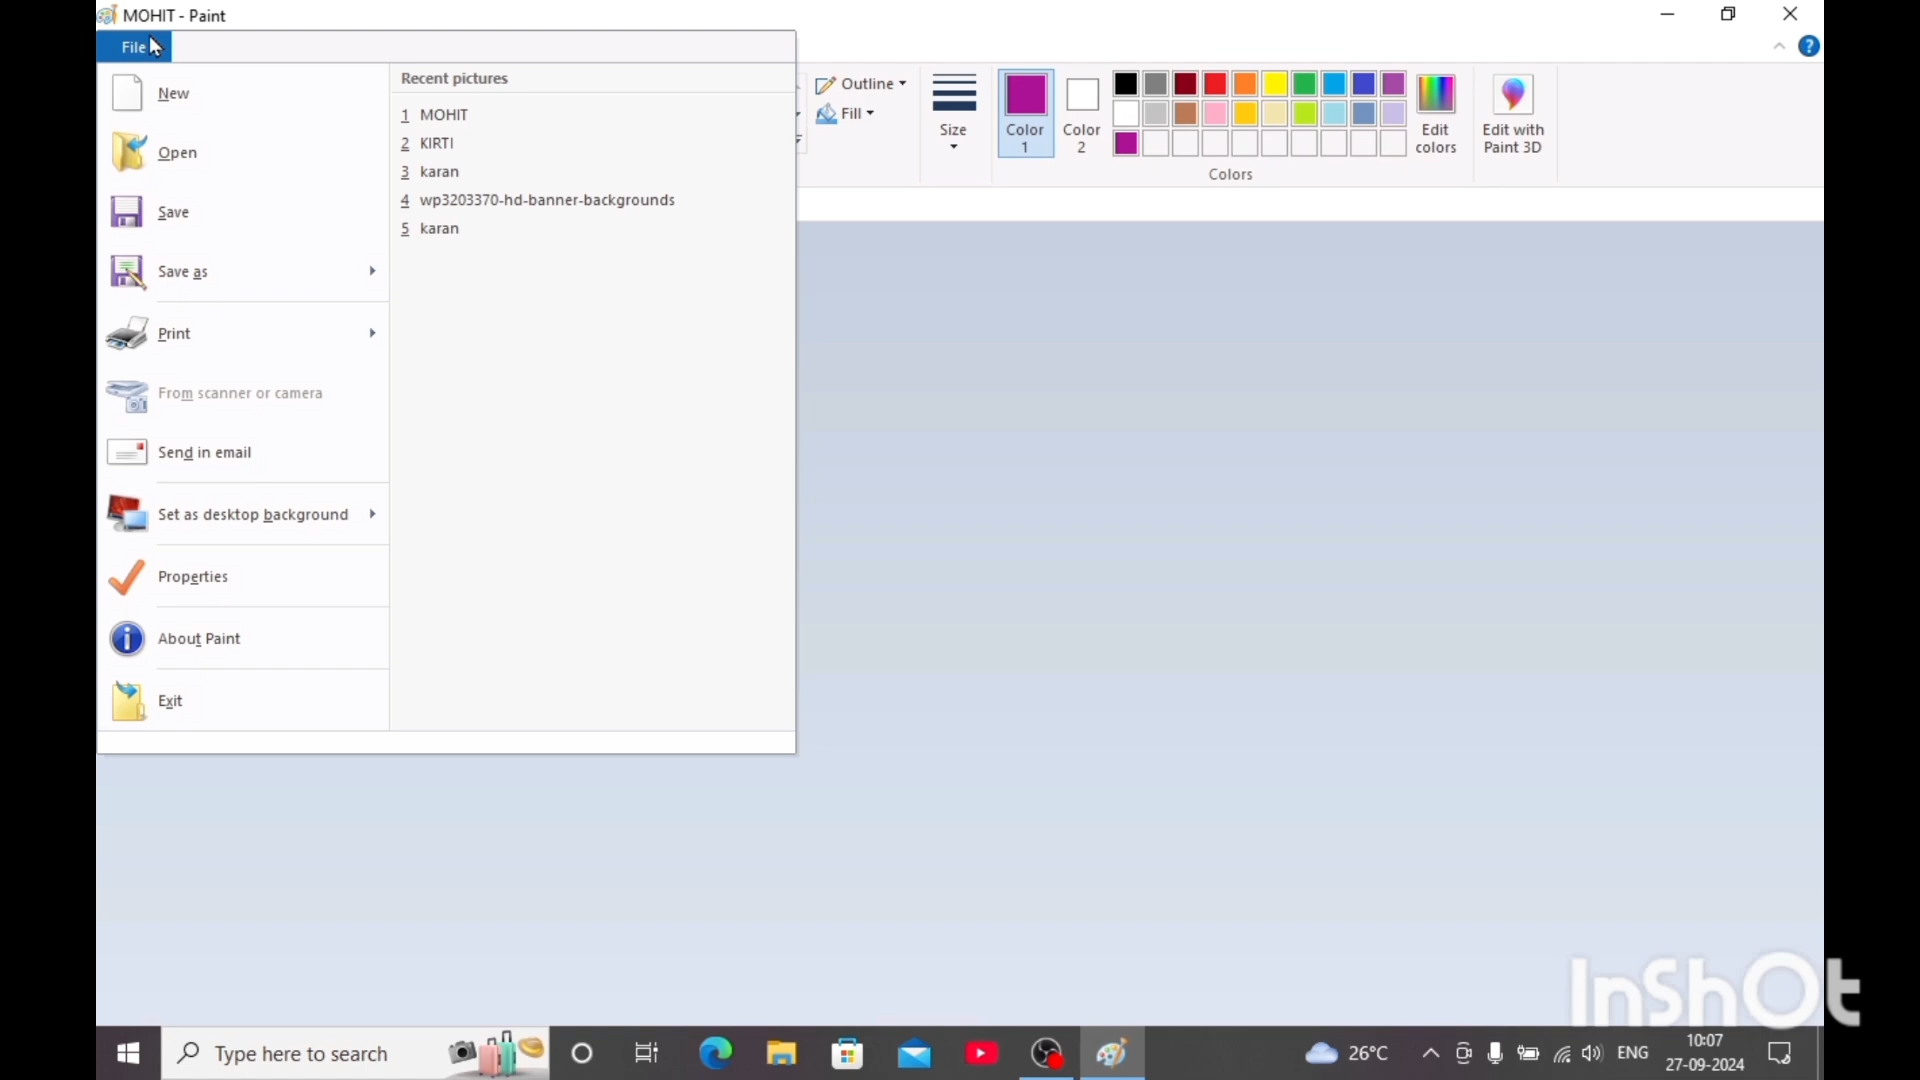 MOHIT - Paint
File
New
Open
Save
Save as
Print
From scanner or camera
Send in email
Set as desktop background
Properties
About Paint
Exit
Recent pictures
1 MOHIT
2 KIRTI
3 karan
4 wp3203370-hd-banner-backgrounds
5 karan
Outline
Fill
Size
Color 1
Color 2
Edit colors
Edit with Paint 3D
Colors
InShOt
Type here to search
26°C
ENG
10:07
27-09-2024